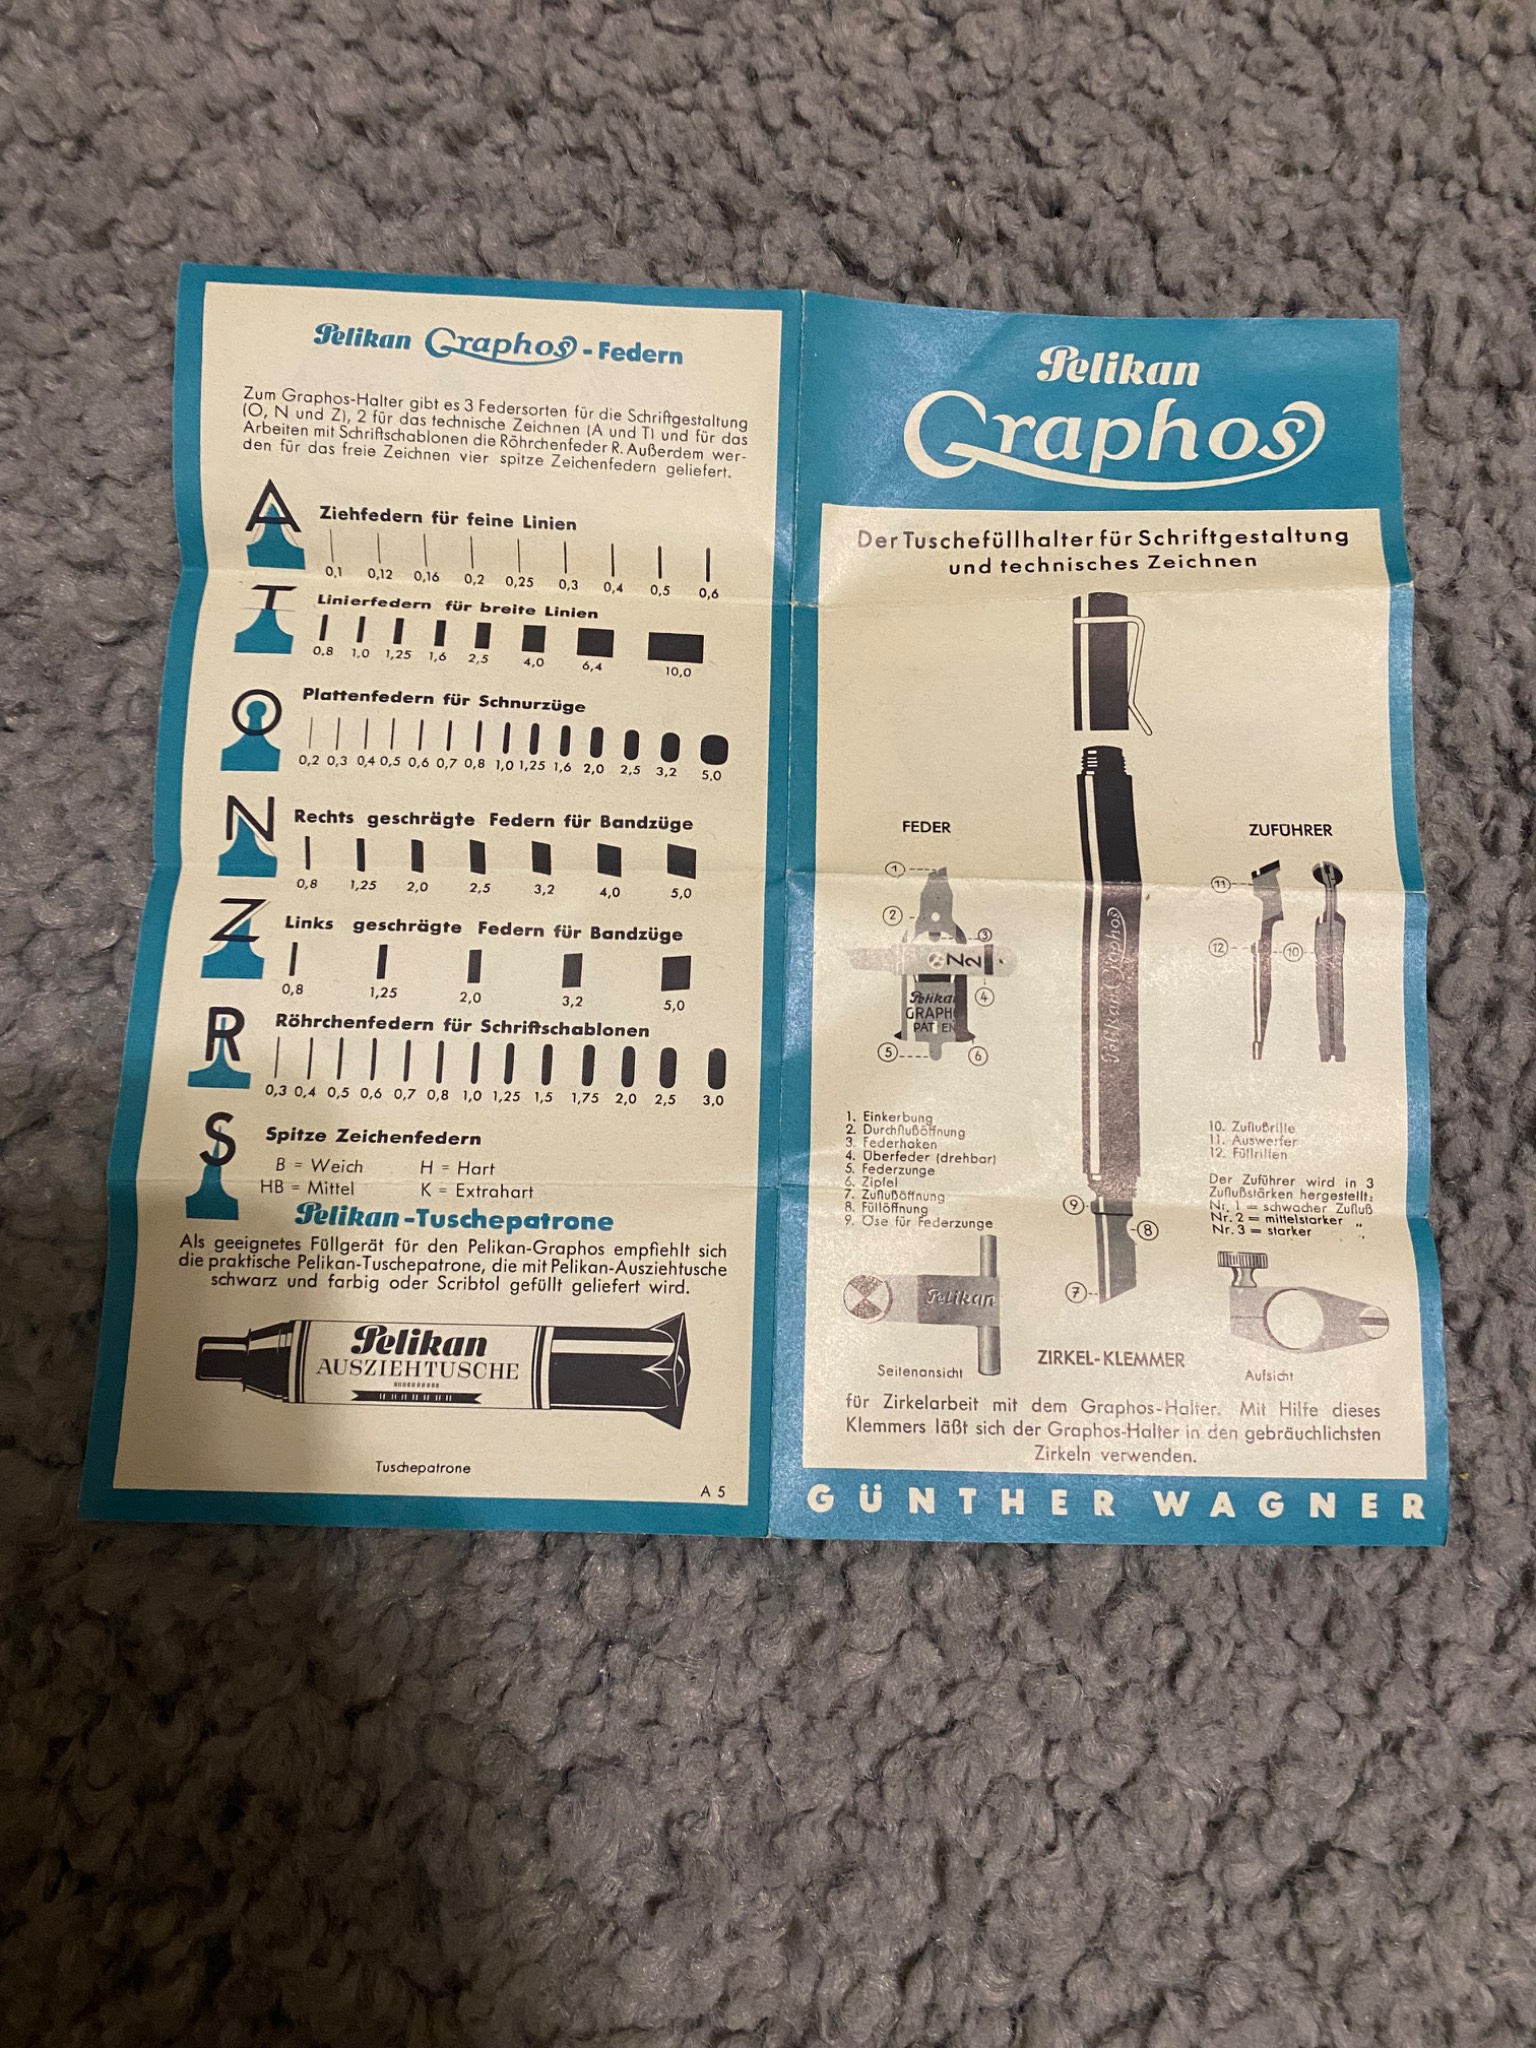 Pelikan Graphos - Federn
Zum Graphos-Halter gibt es 3 Federsorten für die Schriftgestaltung
(O, N und Z), 2 für das technische Zeichnen (A und T) und für das
Arbeiten mit Schriftschablonen die Röhrchenfeder R. Außerdem wer-
den für das freie Zeichnen vier spitze Zeichenfedern geliefert.
A
Ziehfedern für feine Linien
0,1 0,12 0,16 0,2 0,25 0,3 0,4 0,5 0,6
T
Linierfedern für breite Linien
0,8 1,0 1,25 1,6 2,5 4,0 6,4 10,0
O
Plattenfedern für Schnurzüge
0,2 0,3 0,4 0,5 0,6 0,7 0,8 1,0 1,25 1,6 2,0 2,5 3,2 5,0
N
Rechts geschrägte Federn für Bandzüge
0,8 1,25 2,0 2,5 3,2 4,0 5,0
Z
Links geschrägte Federn für Bandzüge
0,8 1,25 2,0 3,2 5,0
R
Röhrchenfedern für Schriftschablonen
0,3 0,4 0,5 0,6 0,7 0,8 1,0 1,25 1,5 1,75 2,0 2,5 3,0
S
Spitze Zeichenfedern
B = Weich H = Hart
HB = Mittel K = Extrahart
Pelikan-Tuschepatrone
Als geeignetes Füllgerät für den Pelikan-Graphos empfiehlt sich
die praktische Pelikan-Tuschepatrone, die mit Pelikan-Ausziehtusche
schwarz und farbig oder Scribtol gefüllt geliefert wird.
Pelikan
AUSZIEHTUSCHE
Tuschepatrone
A 5
Pelikan
Graphos
Der Tuschefüllhalter für Schriftgestaltung
und technisches Zeichnen
FEDER
ZUFÜHRER
1
2
3
N2
4
Pelika
GRAPH
PAT EN
5
6
Pelikan Graphos
11
12
10
1. Einkerbung
2. Durchflußöffnung
3. Federhaken
4. Überfeder (drehbar)
5. Federzunge
6. Zipfel
7. Zuflußöffnung
8. Füllöffnung
9. Öse für Federzunge
9
8
7
10. Zuflußrille
11. Auswerfer
12. Füllrillen
Der Zuführer wird in 3
Zuflußstärken hergestellt:
Nr. 1 = schwacher Zufluß
Nr. 2 = mittelstarker „
Nr. 3 = starker „
Pelikan
Seitenansicht
ZIRKEL-KLEMMER
Aufsicht
für Zirkelarbeit mit dem Graphos-Halter. Mit Hilfe dieses
Klemmers läßt sich der Graphos-Halter in den gebräuchlichsten
Zirkeln verwenden.
GÜNTHER WAGNER